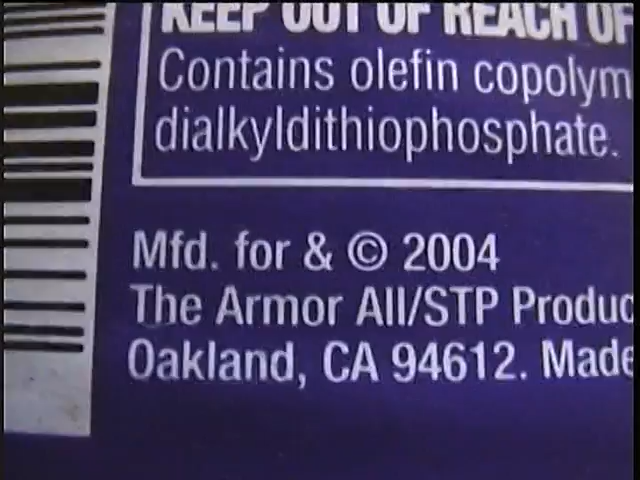 KEEP OUT OF REACH OF
Contains olefin copolym
dialkyldithiophosphate.
Mfd. for & © 2004
The Armor All/STP Produc
Oakland, CA 94612. Made